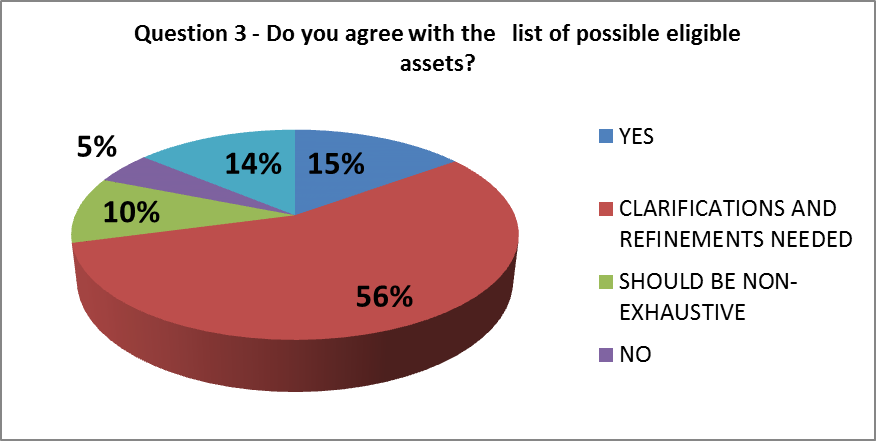 Question 3 - Do you agree with the list of possible eligible
assets?
5%
14%
15%
10%
56%
YES
CLARIFICATIONS AND
REFINEMENTS NEEDED
SHOULD BE NON-
EXHAUSTIVE
NO